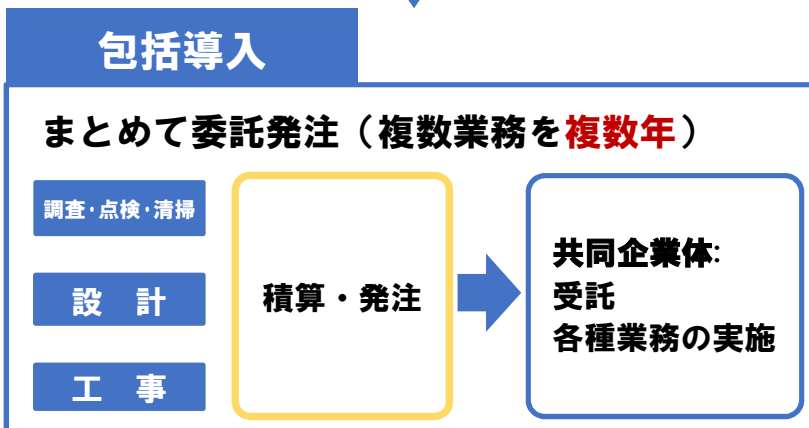 包括導入
まとめて委託発注（複数業務を複数年）
調査･点検･清掃
設　計
工　事
積算・発注
共同企業体:
受託
各種業務の実施